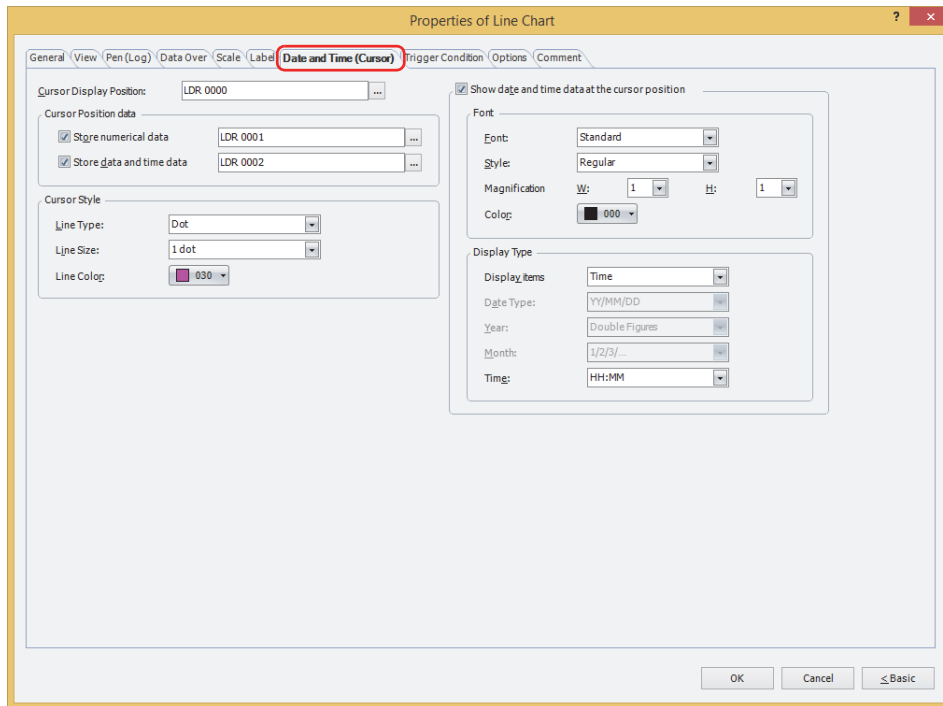 Properties of Line Chart
? ×
General View Pen (Log) Data Over Scale Label Date and Time (Cursor) Trigger Condition Options Comment
Cursor Display Position: LDR 0000 ...
Cursor Position data
Store numerical data LDR 0001 ...
Store data and time data LDR 0002 ...
Cursor Style
Line Type: Dot
Line Size: 1 dot
Line Color: 030
Show date and time data at the cursor position
Font
Font: Standard
Style: Regular
Magnification W: 1 H: 1
Color: 000
Display Type
Display items Time
Date Type: YY/MM/DD
Year: Double Figures
Month: 1/2/3/...
Time: HH:MM
OK Cancel < Basic